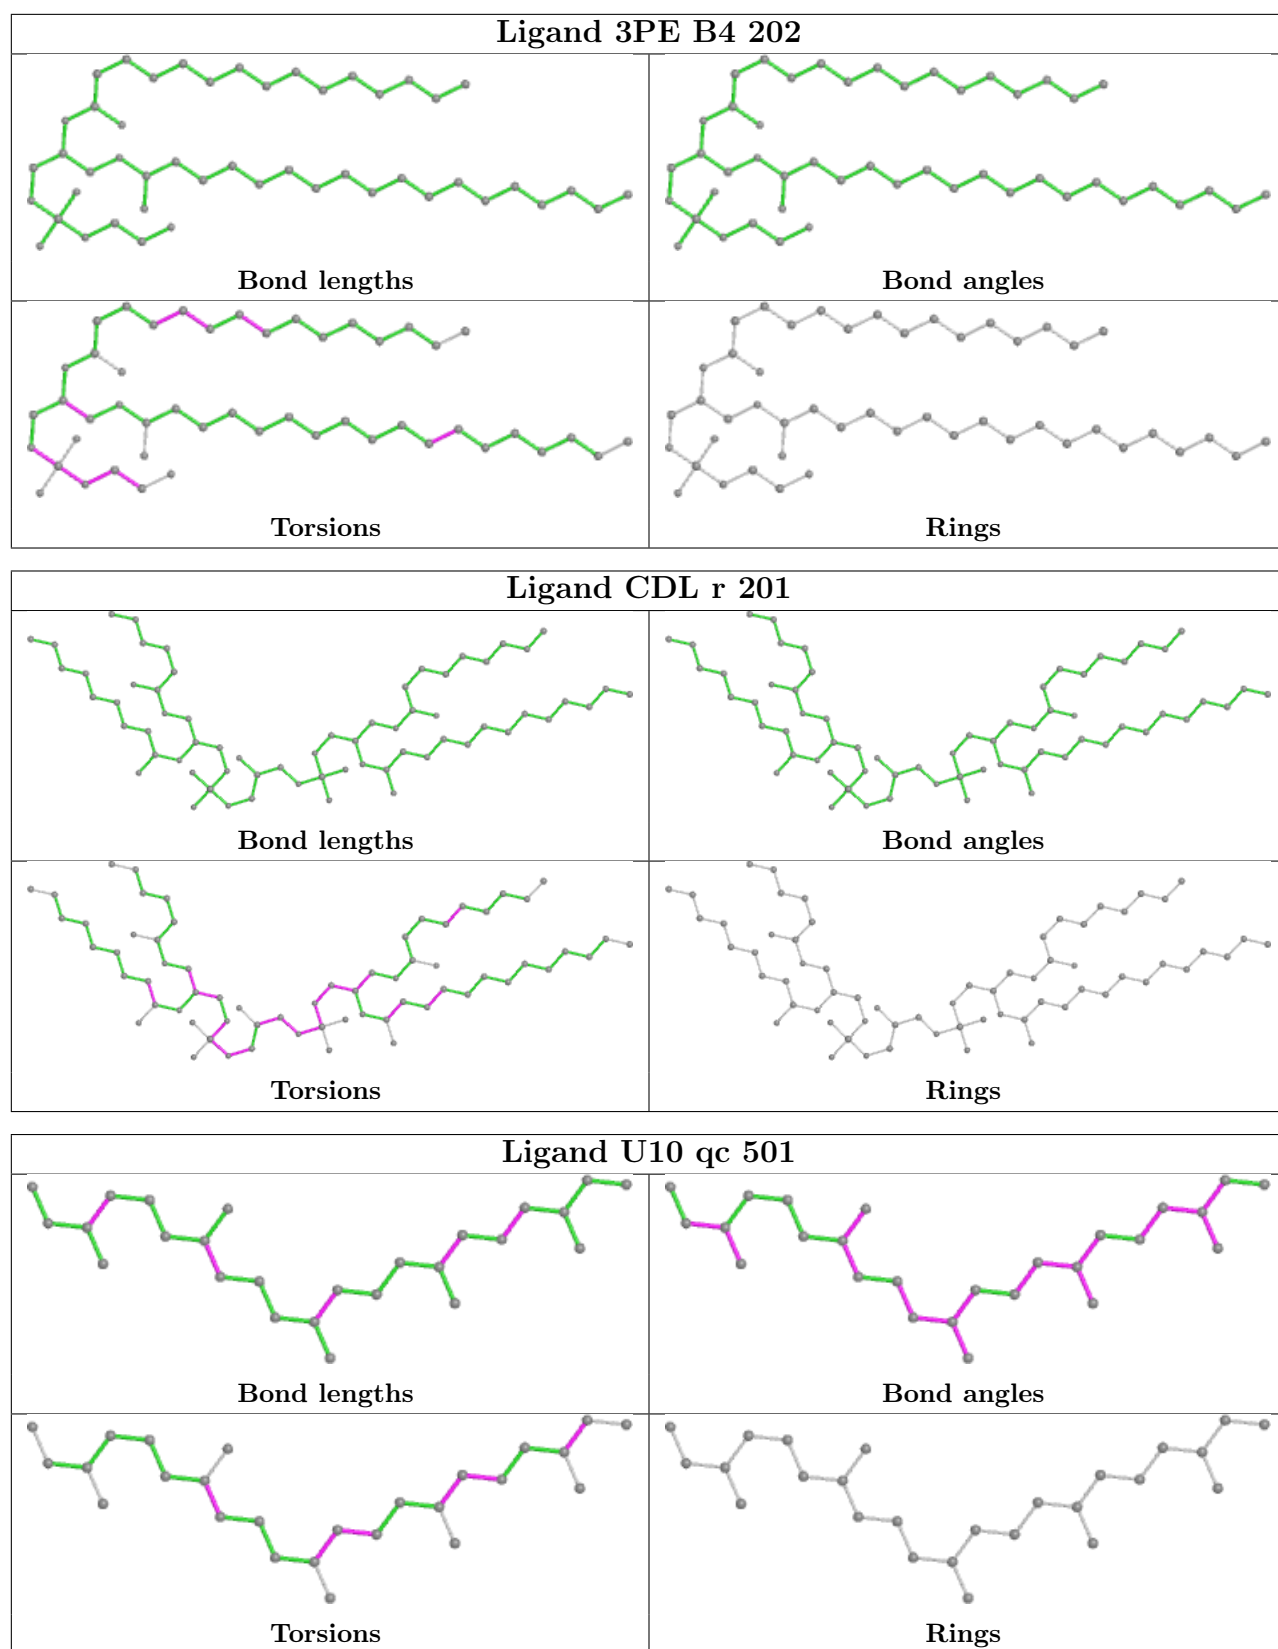 Ligand 3PE B4 202
Bond lengths
Bond angles
Torsions
Rings
Ligand CDL r 201
Bond lengths
Bond angles
Torsions
Rings
Ligand U10 qc 501
Bond lengths
Bond angles
Torsions
Rings